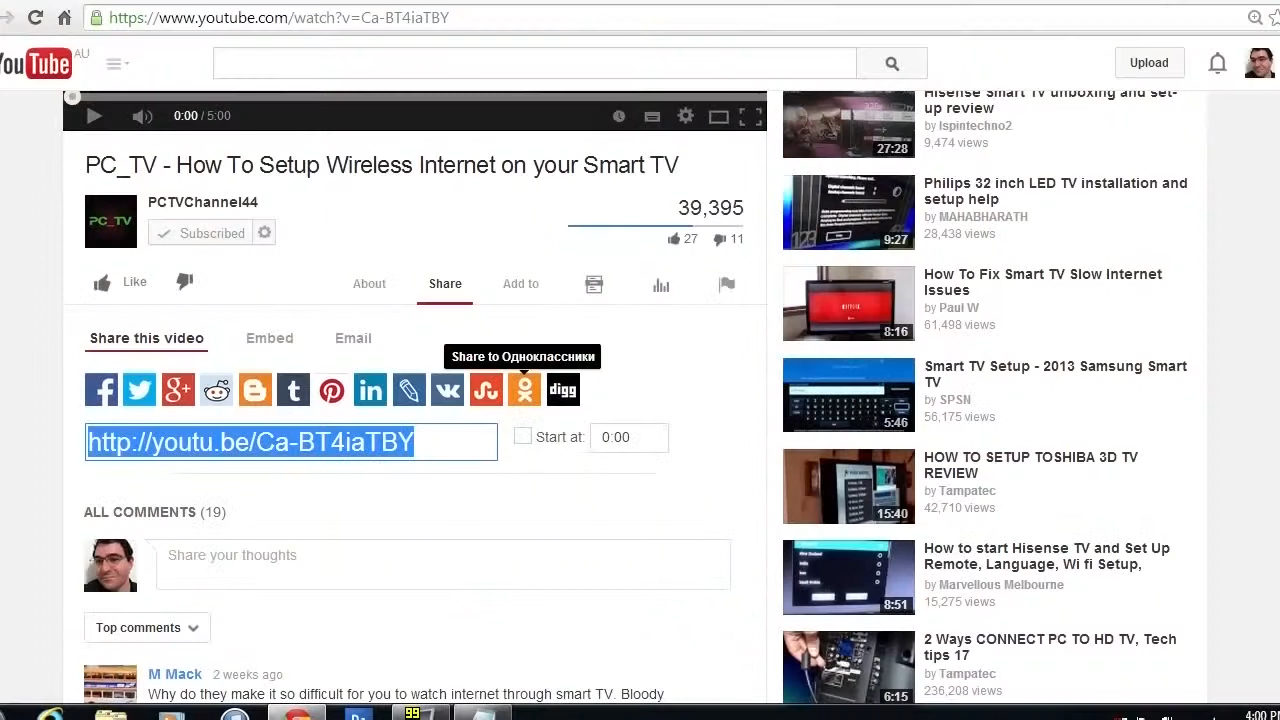 https://www.youtube.com/watch?v=Ca-BT4iaTBY
YouTube AU
Upload
0:00 / 5:00
PC_TV - How To Setup Wireless Internet on your Smart TV
PC_TV
PCTVChannel44
Subscribed
39,395
27 11
Like
About Share Add to
Share this video Embed Email
Share to Одноклассники
digg
http://youtu.be/Ca-BT4iaTBY
Start at: 0:00
ALL COMMENTS (19)
Share your thoughts
Top comments
M Mack 2 weeks ago
Why do they make it so difficult for you to watch internet through smart TV. Bloody
Hisense Smart TV unboxing and set-
up review
by Ispintechno2
9,474 views
27:28
Philips 32 inch LED TV installation and
setup help
by MAHABHARATH
28,438 views
9:27
How To Fix Smart TV Slow Internet
Issues
by Paul W
61,498 views
NETFLIX
8:16
Smart TV Setup - 2013 Samsung Smart
TV
by SPSN
56,175 views
5:46
HOW TO SETUP TOSHIBA 3D TV
REVIEW
by Tampatec
42,710 views
15:40
How to start Hisense TV and Set Up
Remote, Language, Wi fi Setup,
by Marvellous Melbourne
15,275 views
8:51
2 Ways CONNECT PC TO HD TV, Tech
tips 17
by Tampatec
236,208 views
6:15
99
4:00 PM